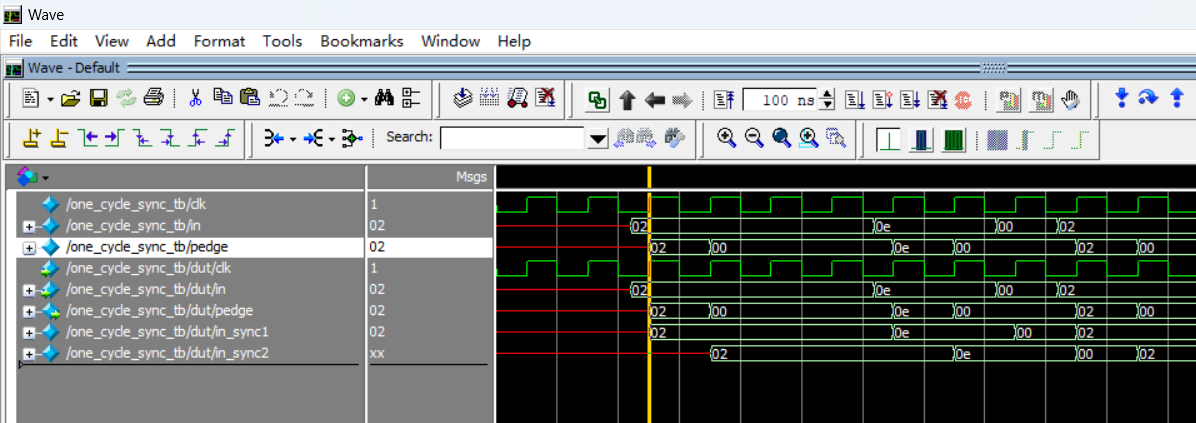 Wave
File Edit View Add Format Tools Bookmarks Window Help
Wave - Default
100 ns
Search:
Msgs
/one_cycle_sync_tb/clk 1
/one_cycle_sync_tb/in 02 02 0e 00 02
/one_cycle_sync_tb/pedge 02 02 00 0e 00 02 00
/one_cycle_sync_tb/dut/clk 1
/one_cycle_sync_tb/dut/in 02 02 0e 00 02
/one_cycle_sync_tb/dut/pedge 02 02 00 0e 00 02 00
/one_cycle_sync_tb/dut/in_sync1 02 02 0e 00 02
/one_cycle_sync_tb/dut/in_sync2 xx 02 0e 00 02